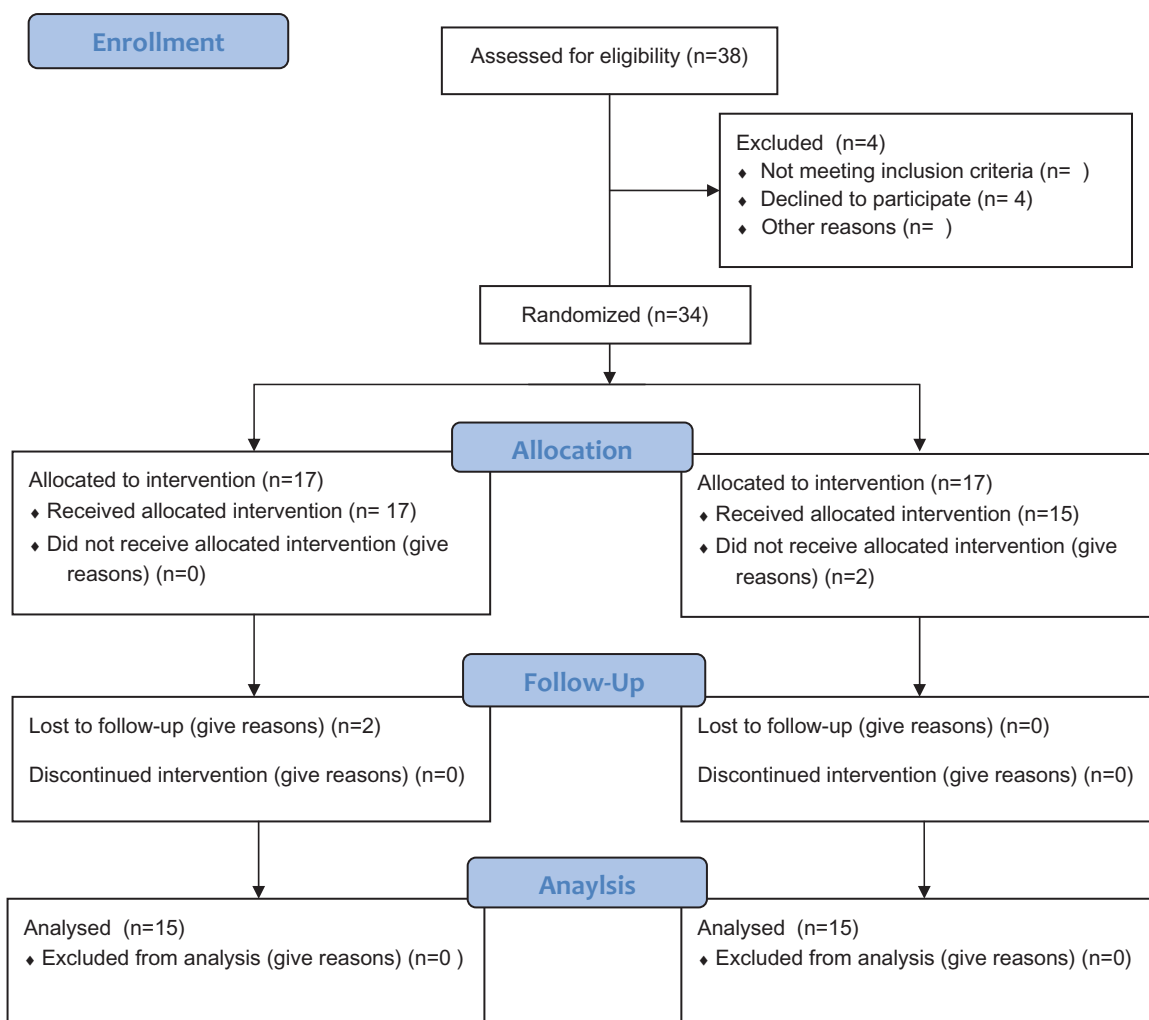 Enrollment
Assessed for eligibility (n=38)
Excluded (n=4)
♦ Not meeting inclusion criteria (n= )
♦ Declined to participate (n= 4)
♦ Other reasons (n= )
Randomized (n=34)
Allocation
Allocated to intervention (n=17)
♦ Received allocated intervention (n= 17)
♦ Did not receive allocated intervention (give
reasons) (n=0)
Allocated to intervention (n=17)
♦ Received allocated intervention (n=15)
♦ Did not receive allocated intervention (give
reasons) (n=2)
Follow-Up
Lost to follow-up (give reasons) (n=2)
Discontinued intervention (give reasons) (n=0)
Lost to follow-up (give reasons) (n=0)
Discontinued intervention (give reasons) (n=0)
Anaylsis
Analysed (n=15)
♦ Excluded from analysis (give reasons) (n=0 )
Analysed (n=15)
♦ Excluded from analysis (give reasons) (n=0)